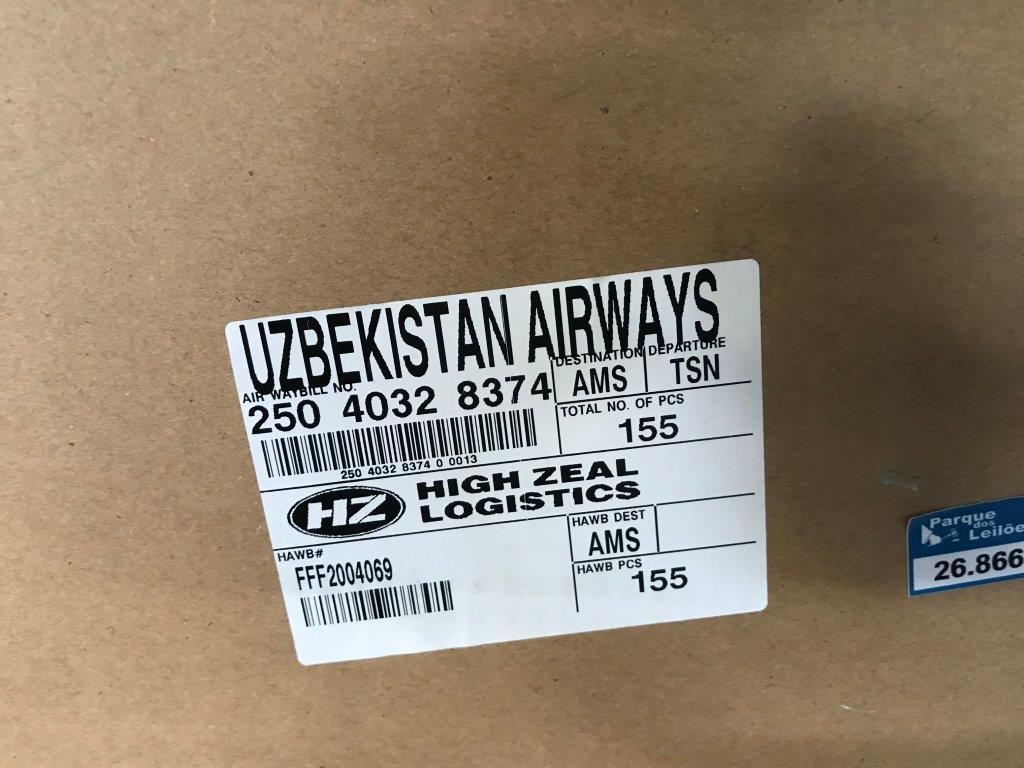 UZBEKISTAN AIRWAYS
AIR WAYBILL NO.
250 4032 8374
DESTINATION
AMS
DEPARTURE
TSN
TOTAL NO. OF PCS
155
250 4032 8374 0 0013
HZ
HIGH ZEAL
LOGISTICS
HAWB#
FFF2004069
HAWB DEST
AMS
HAWB PCS
155
Parque
dos
Leilõe
26.866